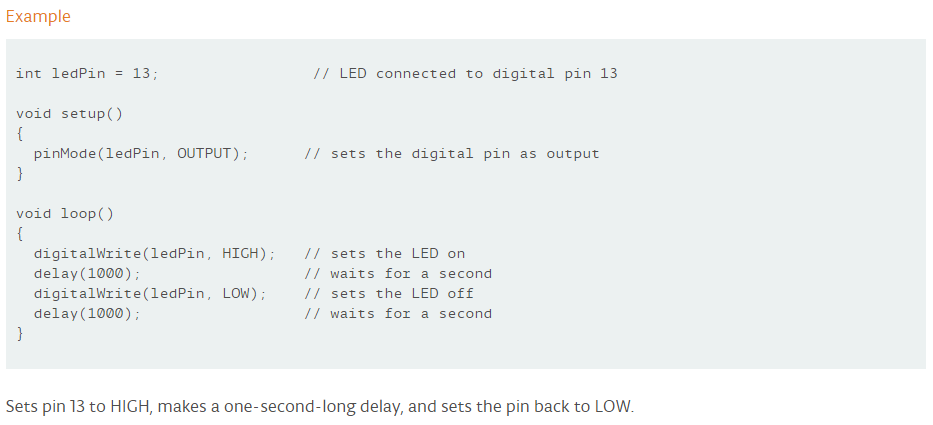 Example
int ledPin = 13;                 // LED connected to digital pin 13
void setup()
{
  pinMode(ledPin, OUTPUT);      // sets the digital pin as output
}
void loop()
{
  digitalWrite(ledPin, HIGH);   // sets the LED on
  delay(1000);                  // waits for a second
  digitalWrite(ledPin, LOW);    // sets the LED off
  delay(1000);                  // waits for a second
}
Sets pin 13 to HIGH, makes a one-second-long delay, and sets the pin back to LOW.